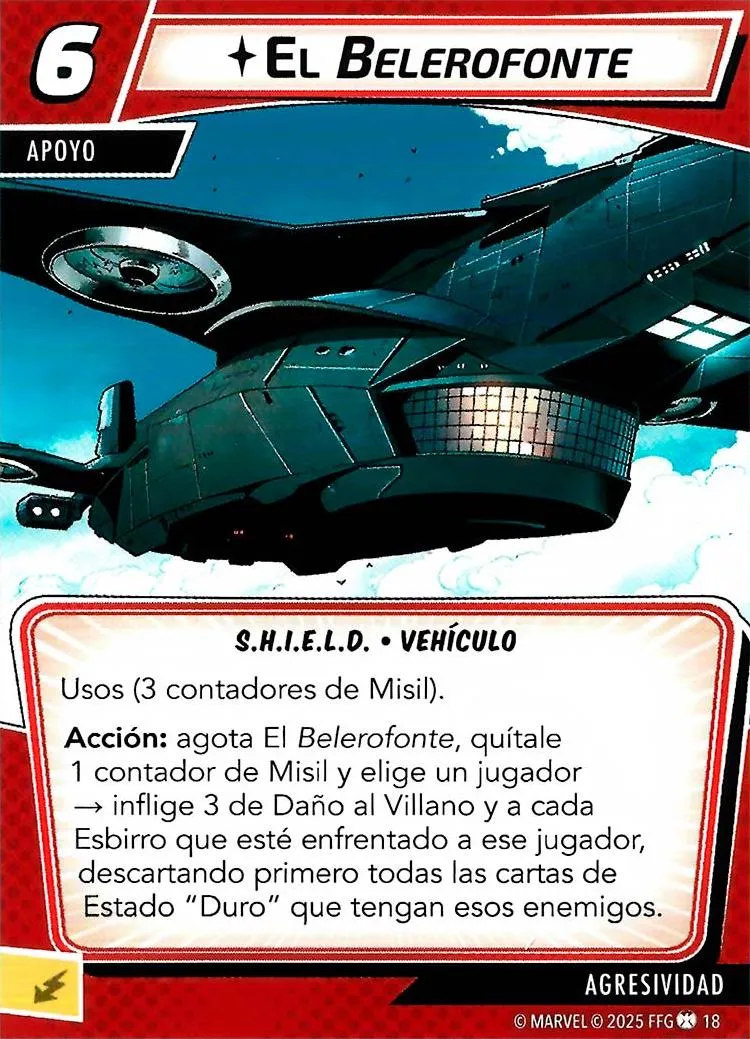 6
El Belerofonte
APOYO
S.H.I.E.L.D. • VEHÍCULO
Usos (3 contadores de Misil).
Acción: agota El Belerofonte, quítale
1 contador de Misil y elige un jugador
→ inflige 3 de Daño al Villano y a cada
Esbirro que esté enfrentado a ese jugador,
descartando primero todas las cartas de
Estado “Duro” que tengan esos enemigos.
AGRESIVIDAD
© MARVEL © 2025 FFG 18